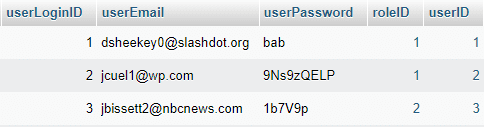 userLoginID userEmail userPassword roleID userID
1 dsheekey0@slashdot.org bab 1 1
2 jcuel1@wp.com 9Ns9zQELP 1 2
3 jbissett2@nbcnews.com 1b7V9p 2 3